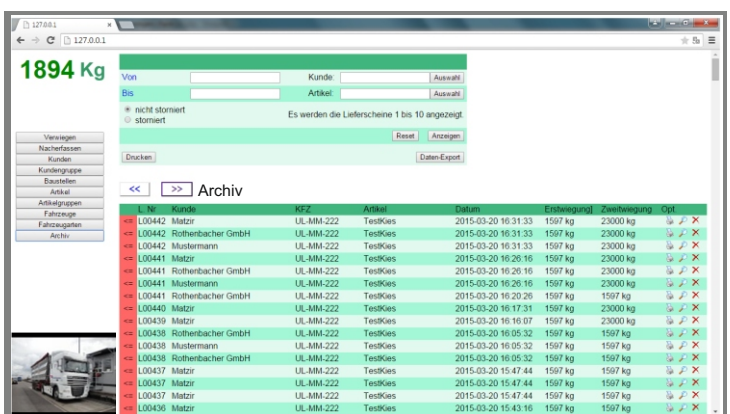 127.0.0.1
127.0.0.1
1894 Kg
Verwiegen
Nacherfassen
Kunden
Kundengruppe
Baustellen
Artikel
Artikelgruppen
Fahrzeuge
Fahrzeugarten
Archiv
Von Kunde: Auswahl
Bis Artikel: Auswahl
nicht storniert
storniert
Es werden die Lieferscheine 1 bis 10 angezeigt.
Reset Anzeigen
Drucken Daten-Export
<< >> Archiv
L. Nr. Kunde KFZ Artikel Datum Erstwiegung] Zweitwiegung Opt.
<= L00442 Matzir UL-MM-222 TestKies 2015-03-20 16:31:33 1597 kg 23000 kg
<= L00442 Rothenbacher GmbH UL-MM-222 TestKies 2015-03-20 16:31:33 1597 kg 23000 kg
<= L00442 Mustermann UL-MM-222 TestKies 2015-03-20 16:31:33 1597 kg 23000 kg
<= L00441 Matzir UL-MM-222 TestKies 2015-03-20 16:26:16 1597 kg 23000 kg
<= L00441 Rothenbacher GmbH UL-MM-222 TestKies 2015-03-20 16:26:16 1597 kg 23000 kg
<= L00441 Mustermann UL-MM-222 TestKies 2015-03-20 16:26:16 1597 kg 23000 kg
<= L00441 Rothenbacher GmbH UL-MM-222 TestKies 2015-03-20 16:20:26 1597 kg 1597 kg
<= L00440 Matzir UL-MM-222 TestKies 2015-03-20 16:17:31 1597 kg 23000 kg
<= L00439 Matzir UL-MM-222 TestKies 2015-03-20 16:16:07 1597 kg 23000 kg
<= L00438 Rothenbacher GmbH UL-MM-222 TestKies 2015-03-20 16:05:32 1597 kg 1597 kg
<= L00438 Mustermann UL-MM-222 TestKies 2015-03-20 16:05:32 1597 kg 1597 kg
<= L00438 Rothenbacher GmbH UL-MM-222 TestKies 2015-03-20 16:05:32 1597 kg 1597 kg
<= L00437 Matzir UL-MM-222 TestKies 2015-03-20 15:47:44 1597 kg 1597 kg
<= L00437 Matzir UL-MM-222 TestKies 2015-03-20 15:47:44 1597 kg 1597 kg
<= L00437 Matzir UL-MM-222 TestKies 2015-03-20 15:47:44 1597 kg 1597 kg
<= L00436 Matzir UL-MM-222 TestKies 2015-03-20 15:43:16 1597 kg 1597 kg